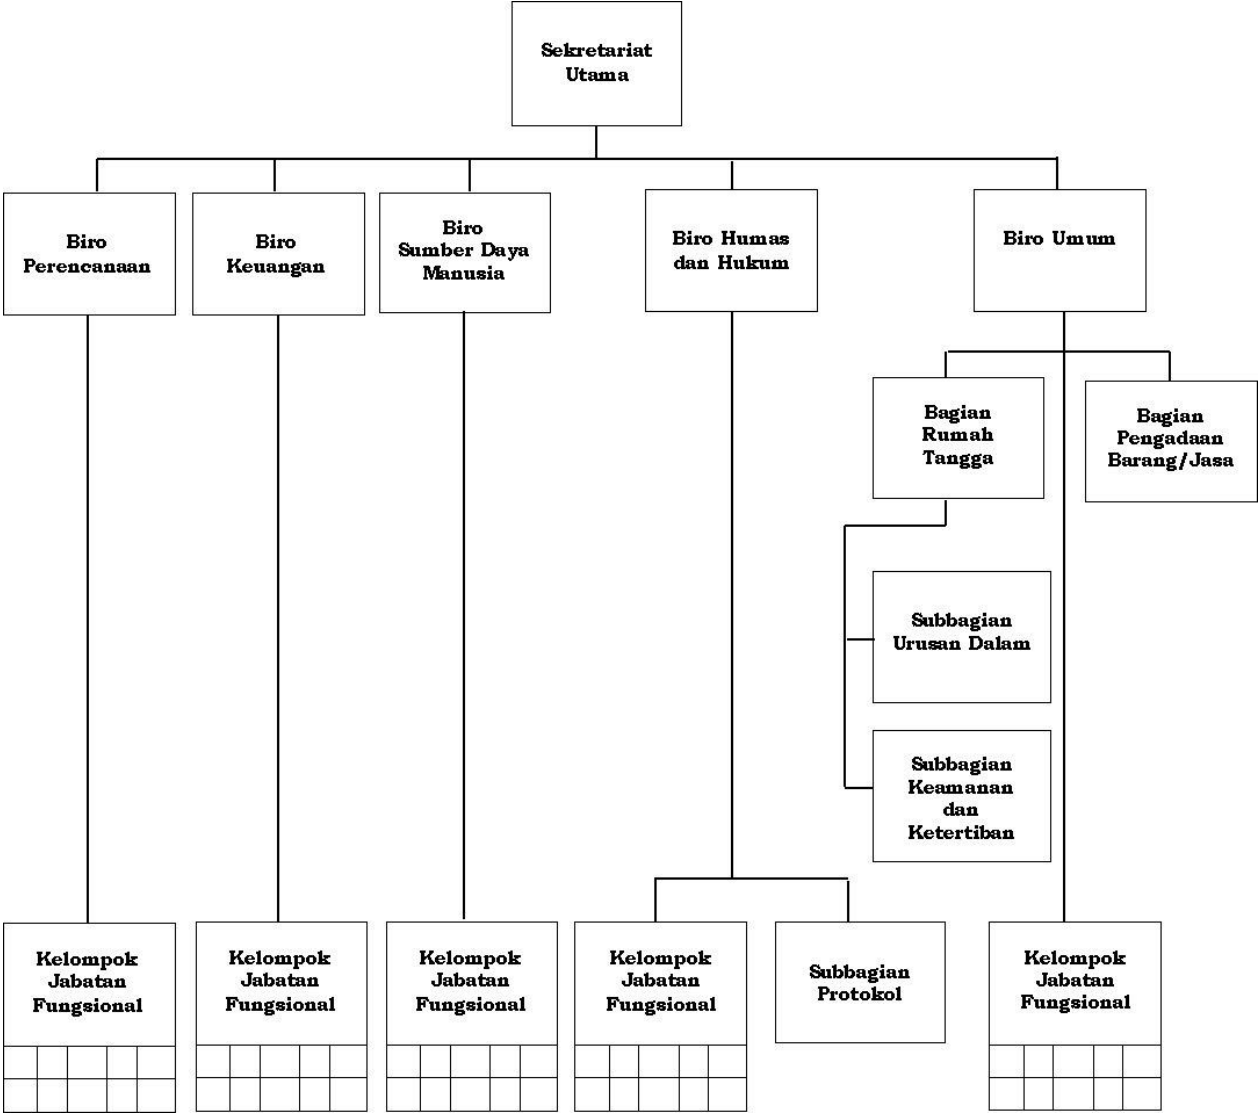 Sekretariat
Utama
Biro
Perencanaan
Biro
Keuangan
Biro
Sumber Daya
Manusia
Biro Humas
dan Hukum
Biro Umum
Bagian
Rumah
Tangga
Bagian
Pengadaan
Barang/Jasa
Subbagian
Urusan Dalam
Subbagian
Keamanan
dan
Ketertiban
Kelompok
Jabatan
Fungsional
Kelompok
Jabatan
Fungsional
Kelompok
Jabatan
Fungsional
Kelompok
Jabatan
Fungsional
Subbagian
Protokol
Kelompok
Jabatan
Fungsional